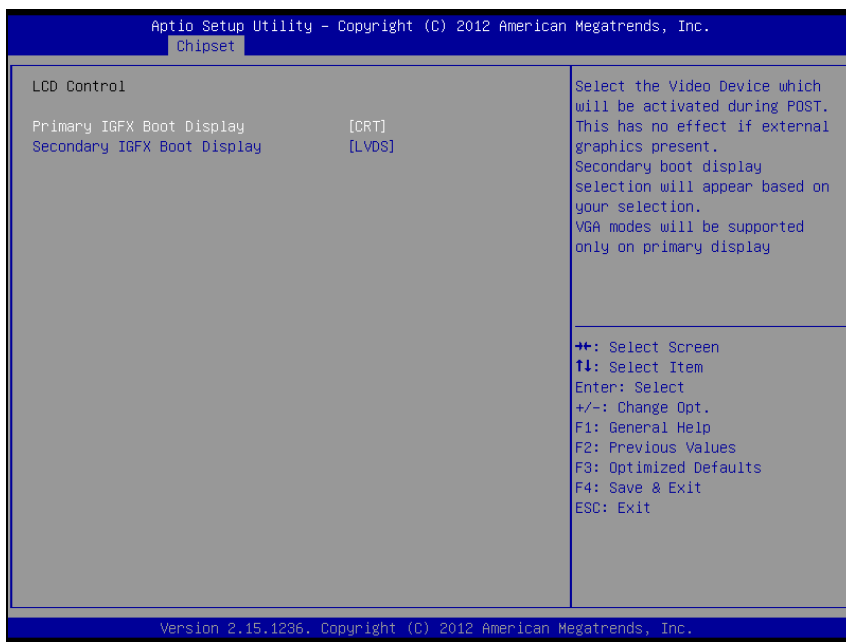 Aptio Setup Utility – Copyright (C) 2012 American Megatrends, Inc.
Chipset
LCD Control
Primary IGFX Boot Display [CRT]
Secondary IGFX Boot Display [LVDS]
Select the Video Device which
will be activated during POST.
This has no effect if external
graphics present.
Secondary boot display
selection will appear based on
your selection.
VGA modes will be supported
only on primary display
→←: Select Screen
↑↓: Select Item
Enter: Select
+/-: Change Opt.
F1: General Help
F2: Previous Values
F3: Optimized Defaults
F4: Save & Exit
ESC: Exit
Version 2.15.1236. Copyright (C) 2012 American Megatrends, Inc.